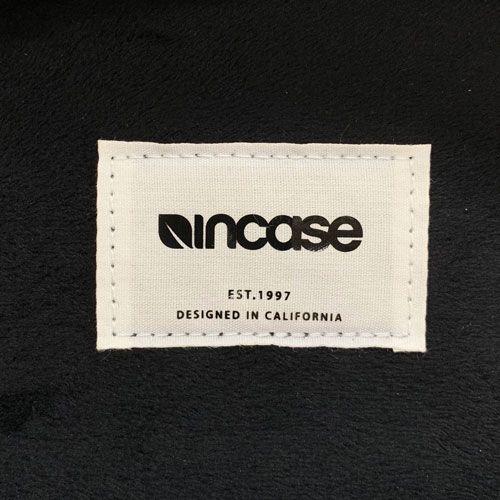 incase
EST.1997
DESIGNED IN CALIFORNIA